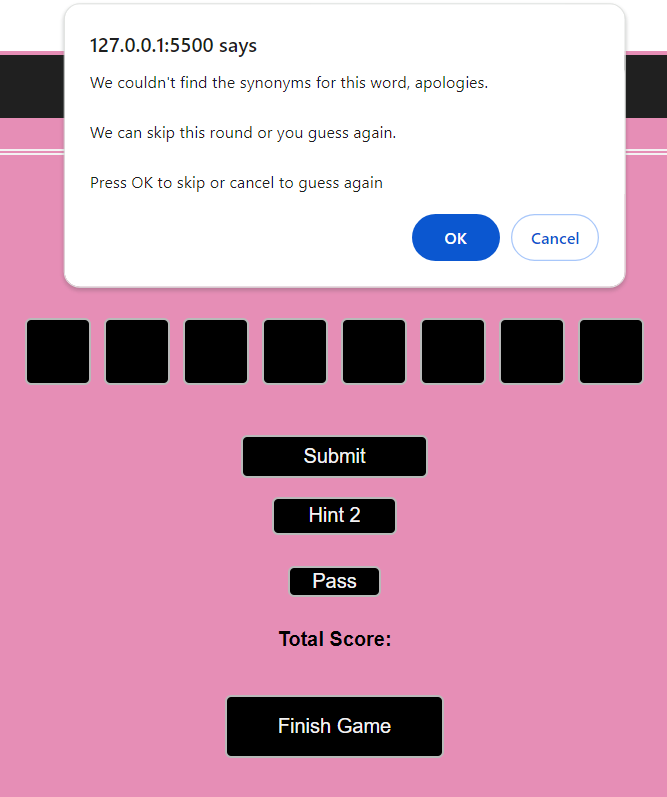 127.0.0.1:5500 says
We couldn't find the synonyms for this word, apologies.
We can skip this round or you guess again.
Press OK to skip or cancel to guess again
OK
Cancel
Submit
Hint 2
Pass
Total Score:
Finish Game